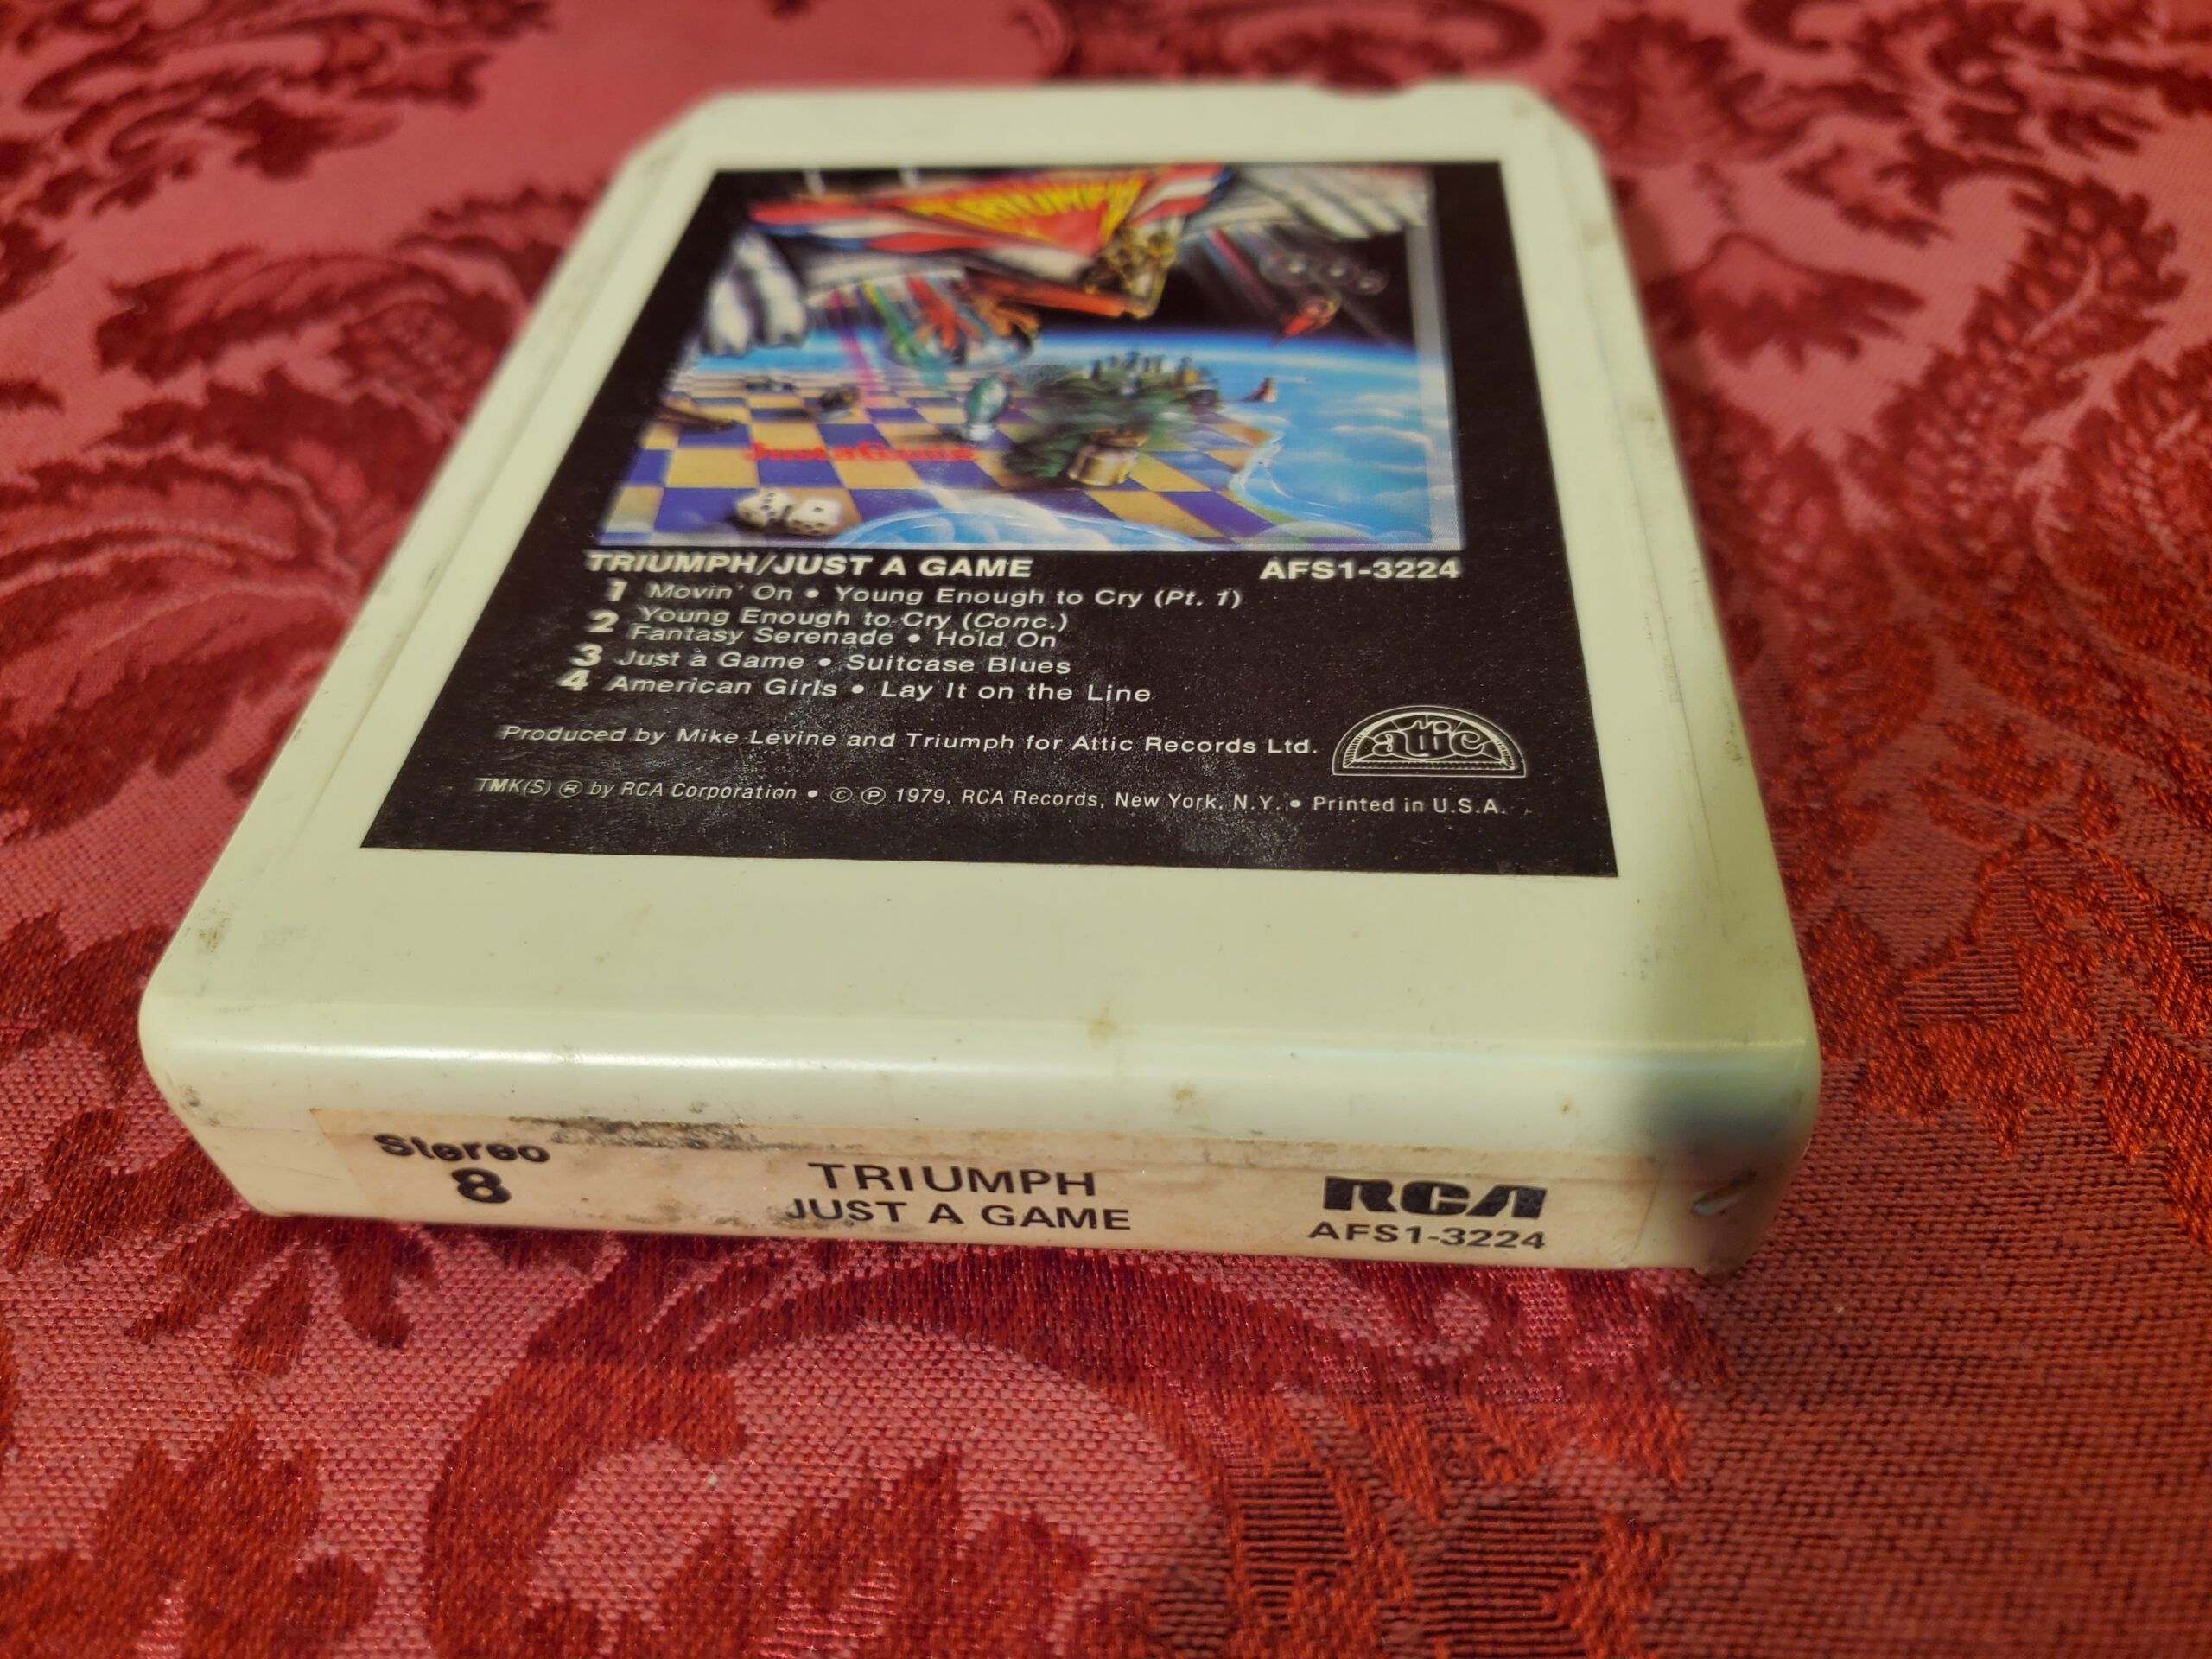 TRIUMPH
Just a Game
TRIUMPH/JUST A GAME AFS1-3224
1 Movin' On • Young Enough to Cry (Pt. 1)
2 Young Enough to Cry (Conc.)
Fantasy Serenade • Hold On
3 Just a Game • Suitcase Blues
4 American Girls • Lay It on the Line
Produced by Mike Levine and Triumph for Attic Records Ltd.
attic
TMK(S) ® by RCA Corporation • © ℗ 1979, RCA Records, New York, N.Y. • Printed in U.S.A.
Stereo
8
TRIUMPH
JUST A GAME
RCA
AFS1-3224